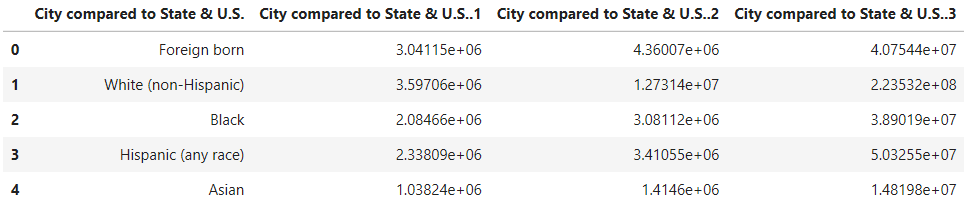 City compared to State & U.S. City compared to State & U.S..1 City compared to State & U.S..2 City compared to State & U.S..3
0 Foreign born 3.04115e+06 4.36007e+06 4.07544e+07
1 White (non-Hispanic) 3.59706e+06 1.27314e+07 2.23532e+08
2 Black 2.08466e+06 3.08112e+06 3.89019e+07
3 Hispanic (any race) 2.33809e+06 3.41055e+06 5.03255e+07
4 Asian 1.03824e+06 1.4146e+06 1.48198e+07